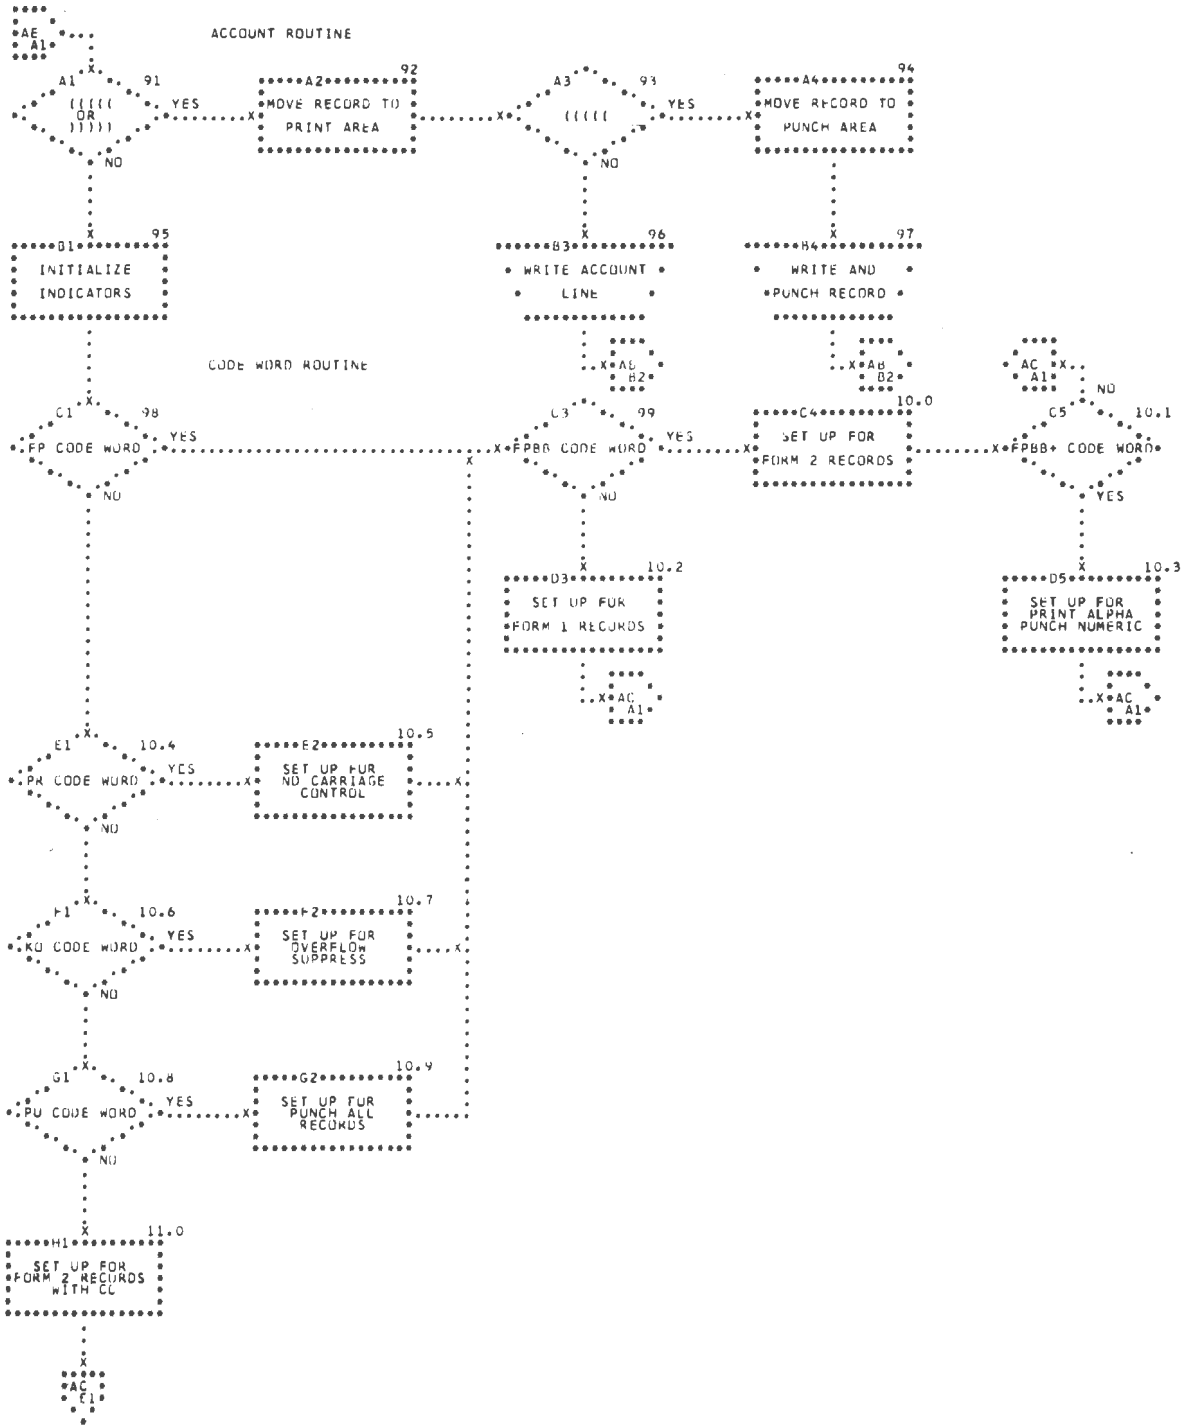 AE
A1
ACCOUNT ROUTINE
A1 91
(((((
OR
)))))
YES
NO
A2 92
MOVE RECORD TO
PRINT AREA
A3 93
(((((
YES
NO
A4 94
MOVE RECORD TO
PUNCH AREA
B1 95
INITIALIZE
INDICATORS
B3 96
WRITE ACCOUNT
LINE
B4 97
WRITE AND
PUNCH RECORD
AB
B2
AB
B2
AC
A1
NO
CODE WORD ROUTINE
C1 98
FP CODE WORD
YES
NO
C3 99
FPBB CODE WORD
YES
NO
C4 10.0
SET UP FOR
FORM 2 RECORDS
C5 10.1
FPBB+ CODE WORD
YES
D3 10.2
SET UP FOR
FORM 1 RECORDS
D5 10.3
SET UP FOR
PRINT ALPHA
PUNCH NUMERIC
AC
A1
AC
A1
E1 10.4
PR CODE WORD
YES
NO
E2 10.5
SET UP FOR
NO CARRIAGE
CONTROL
F1 10.6
KO CODE WORD
YES
NO
F2 10.7
SET UP FOR
OVERFLOW
SUPPRESS
G1 10.8
PU CODE WORD
YES
NO
G2 10.9
SET UP FOR
PUNCH ALL
RECORDS
H1 11.0
SET UP FOR
FORM 2 RECORDS
WITH CC
AC
E1